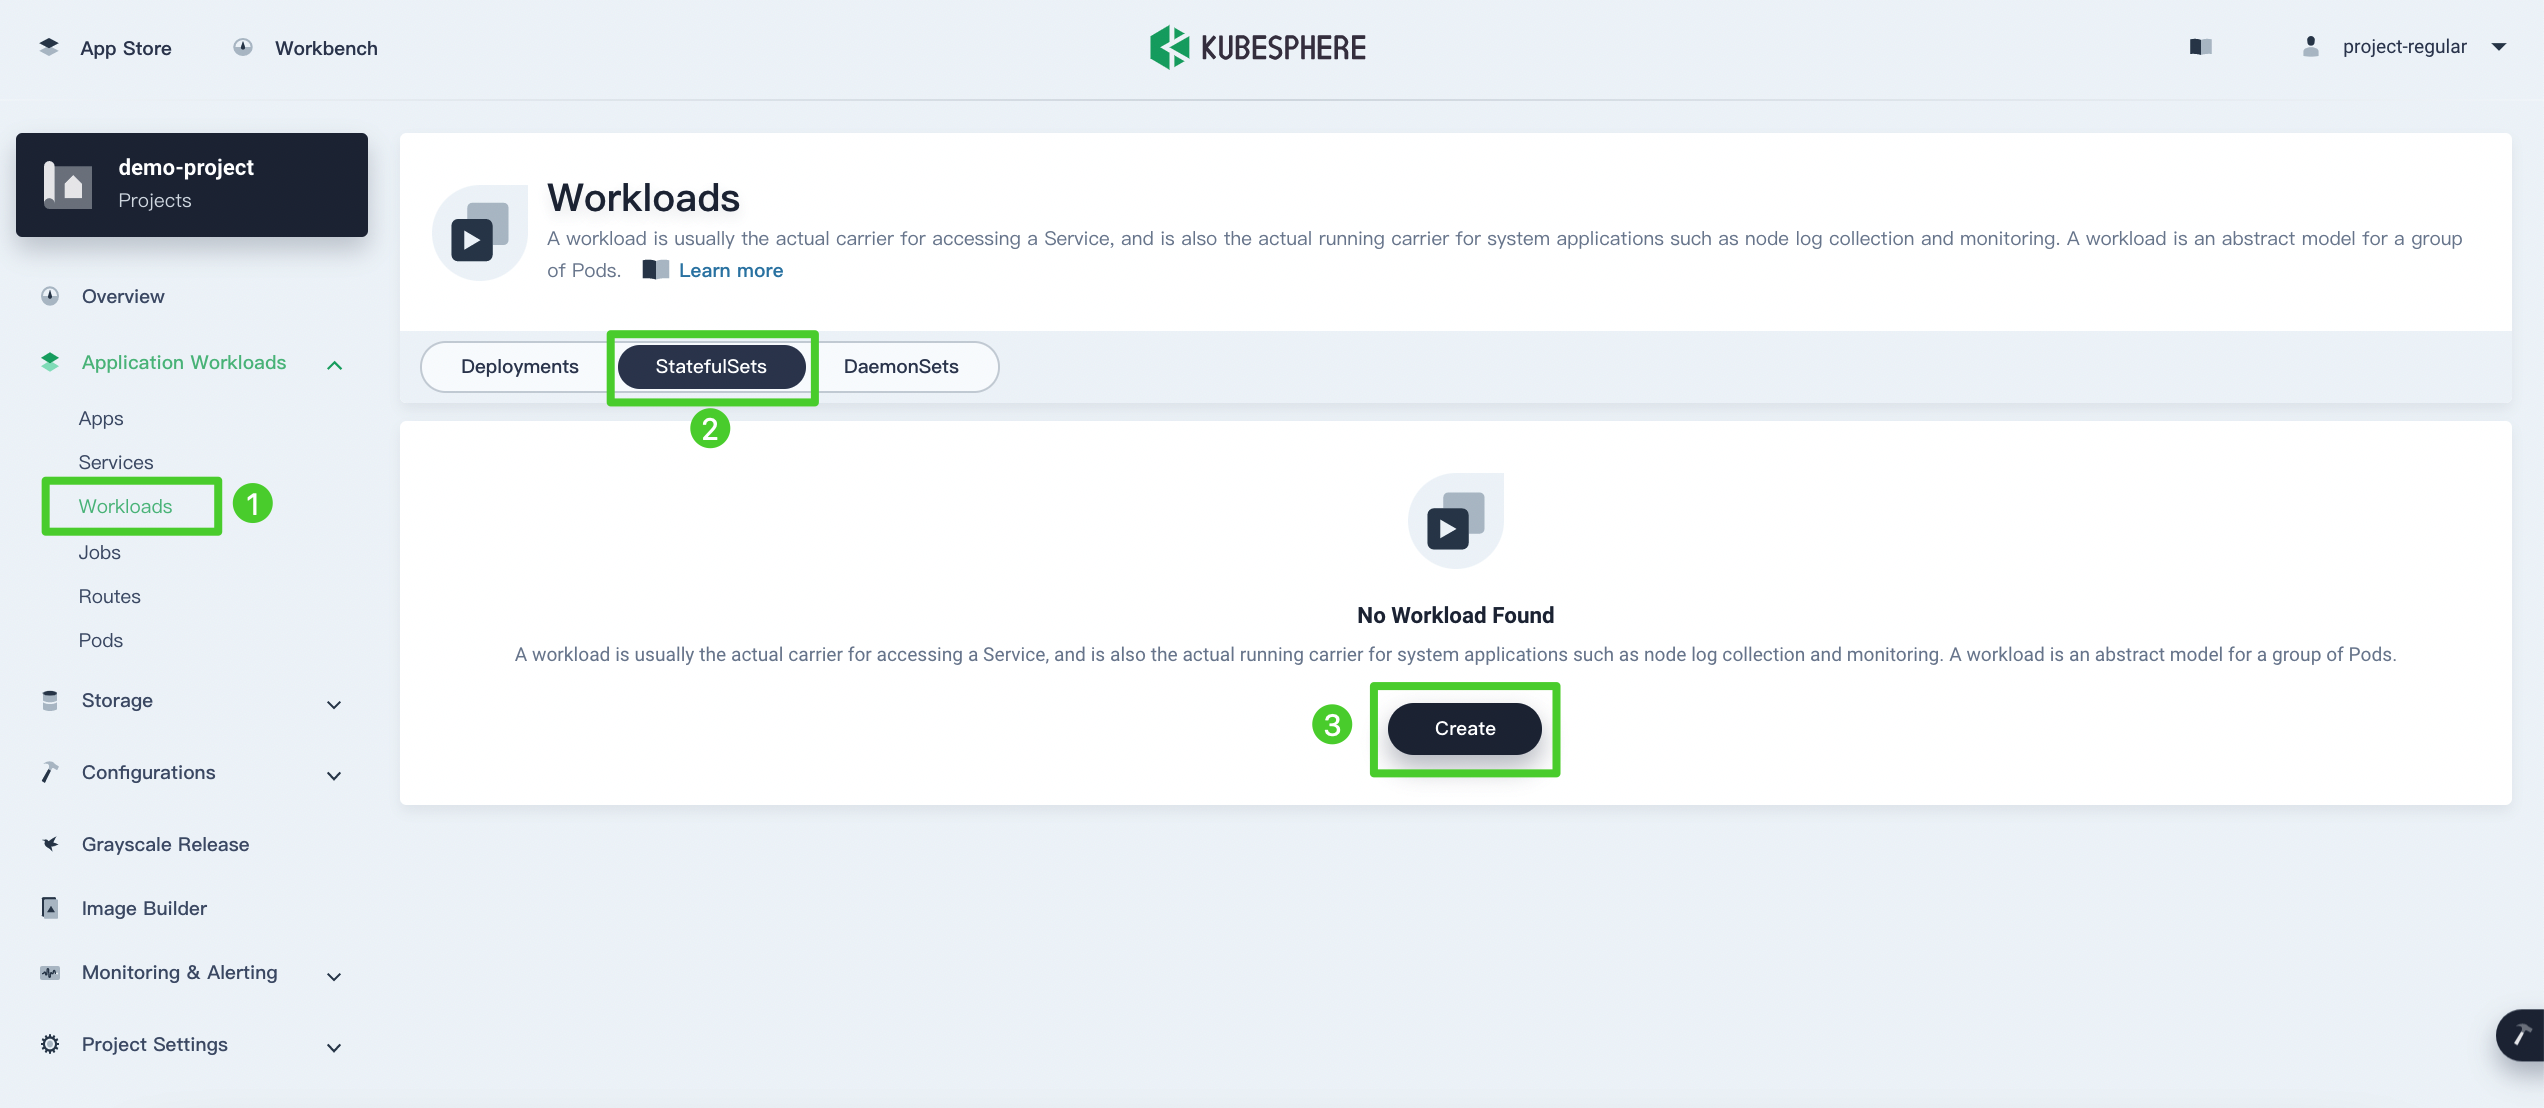 App Store
Workbench
KUBESPHERE
project-regular
demo-project
Projects
Overview
Application Workloads
Apps
Services
Workloads
1
Jobs
Routes
Pods
Storage
Configurations
Grayscale Release
Image Builder
Monitoring & Alerting
Project Settings
Workloads
A workload is usually the actual carrier for accessing a Service, and is also the actual running carrier for system applications such as node log collection and monitoring. A workload is an abstract model for a group
of Pods. Learn more
Deployments
StatefulSets
DaemonSets
2
No Workload Found
A workload is usually the actual carrier for accessing a Service, and is also the actual running carrier for system applications such as node log collection and monitoring. A workload is an abstract model for a group of Pods.
3
Create